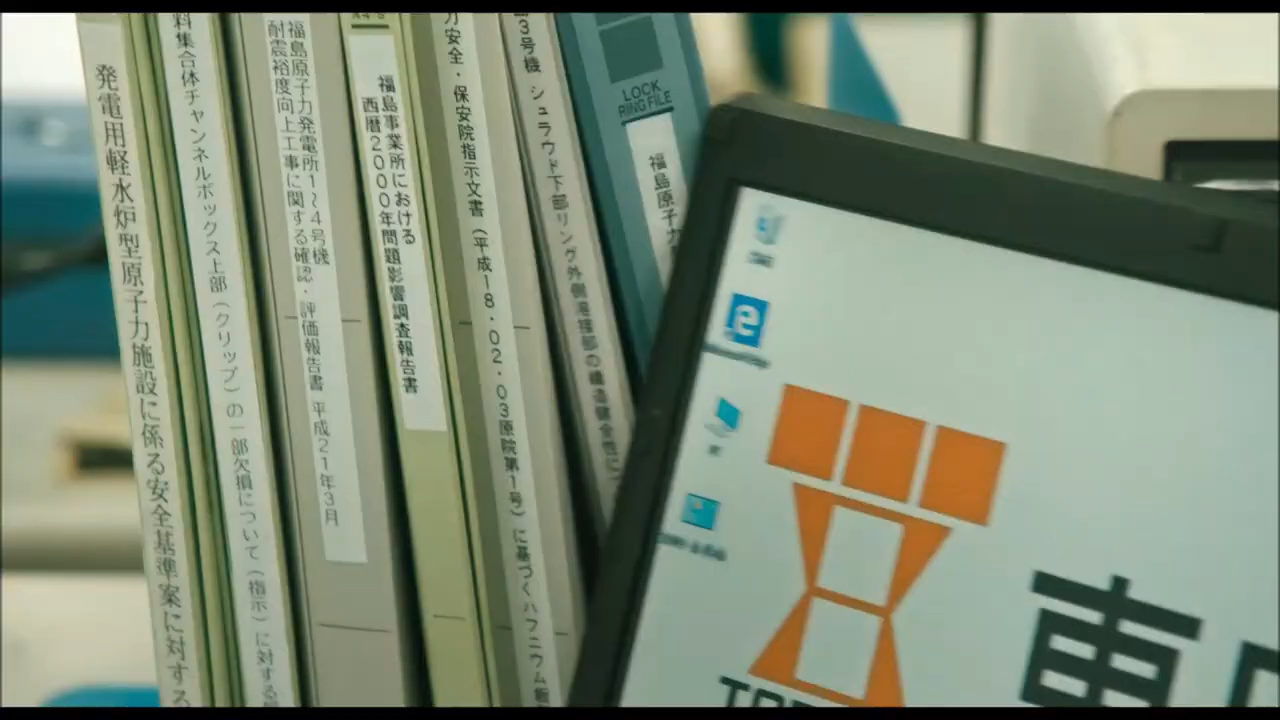 発電用軽水炉型原子力施設に係る安全基準案に対する
料集合体チャンネルボックス上部（クリップ）の一部欠損について（指示）に対する
福島原子力発電所1～4号機
耐震裕度向上工事に関する確認・評価報告書 平成21年3月
福島事業所における
西暦2000年問題影響調査報告書
力安全・保安院指示文書（平成18・02・03原院第1号）に基づくハフニウム
3号機 シュラウド下部リング外側溶接部の構造健全性につ
LOCK
RING FILE
福島原子力
東